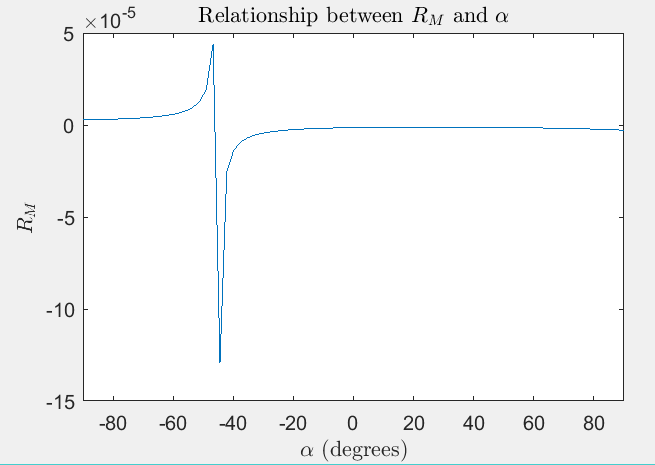 Relationship between R_M and α
×10^-5
5
0
-5
-10
-15
R_M
-80 -60 -40 -20 0 20 40 60 80
α (degrees)